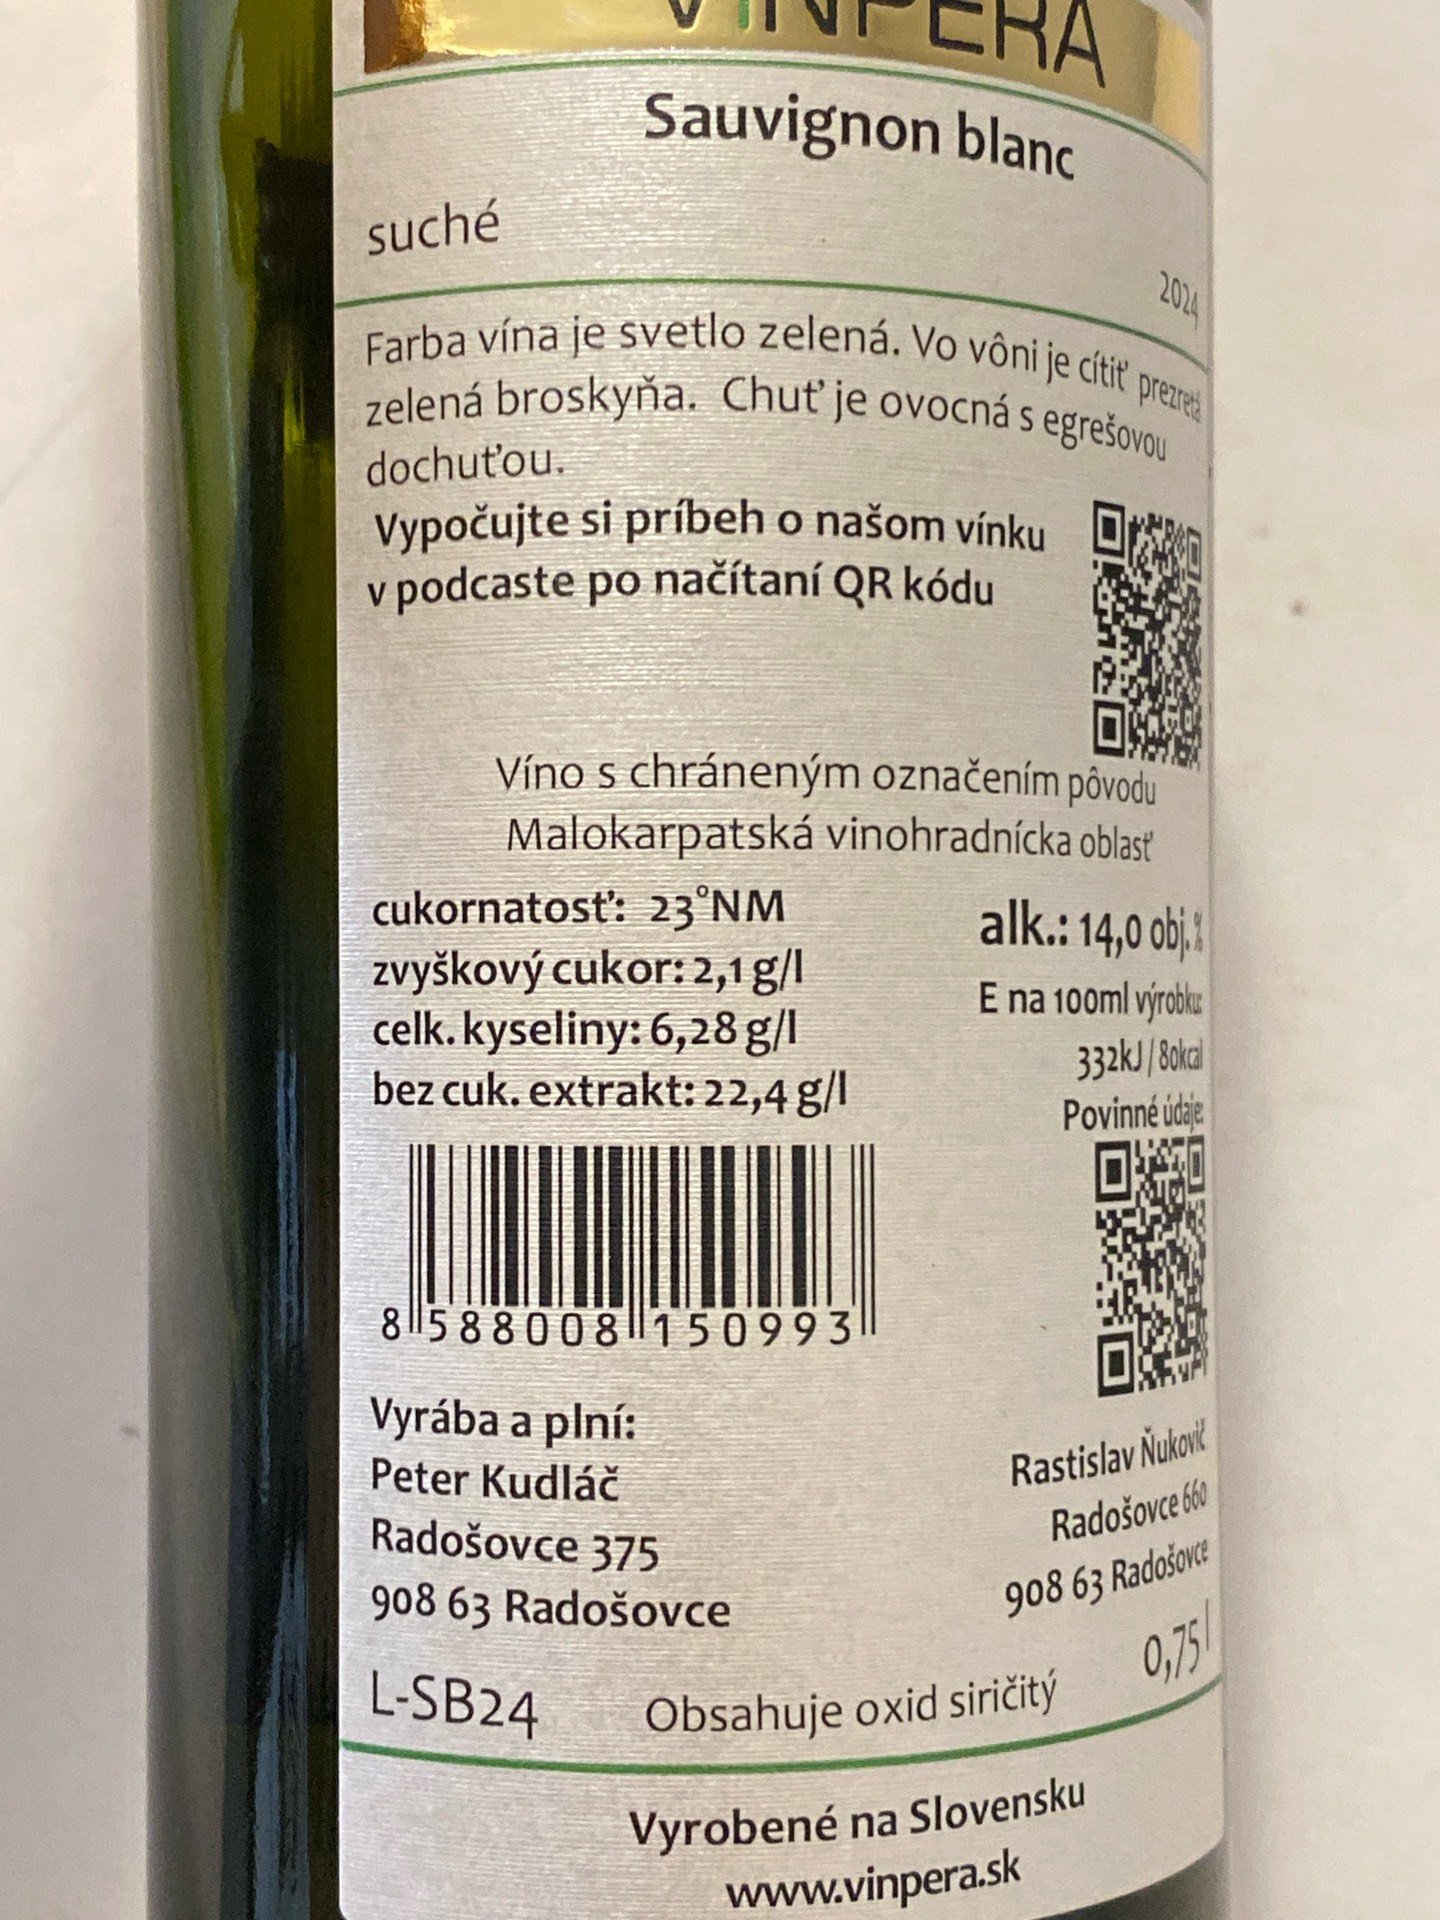 VINPERA
Sauvignon blanc
suché
2024
Farba vína je svetlo zelená. Vo vôni je cítiť prezretá
zelená broskyňa. Chuť je ovocná s egrešovou
dochuťou.
Vypočujte si príbeh o našom vínku
v podcaste po načítaní QR kódu
Víno s chráneným označením pôvodu
Malokarpatská vinohradnícka oblasť
cukornatosť: 23°NM
alk.: 14,0 obj.%
zvyškový cukor: 2,1 g/l
E na 100ml výrobku:
celk. kyseliny: 6,28 g/l
332kJ / 80kcal
bez cuk. extrakt: 22,4 g/l
Povinné údaje:
8 588008 150993
Vyrába a plní:
Peter Kudláč
Radošovce 375
908 63 Radošovce
Rastislav Ňukovič
Radošovce 660
908 63 Radošovce
0,75 l
L-SB24
Obsahuje oxid siričitý
Vyrobené na Slovensku
www.vinpera.sk